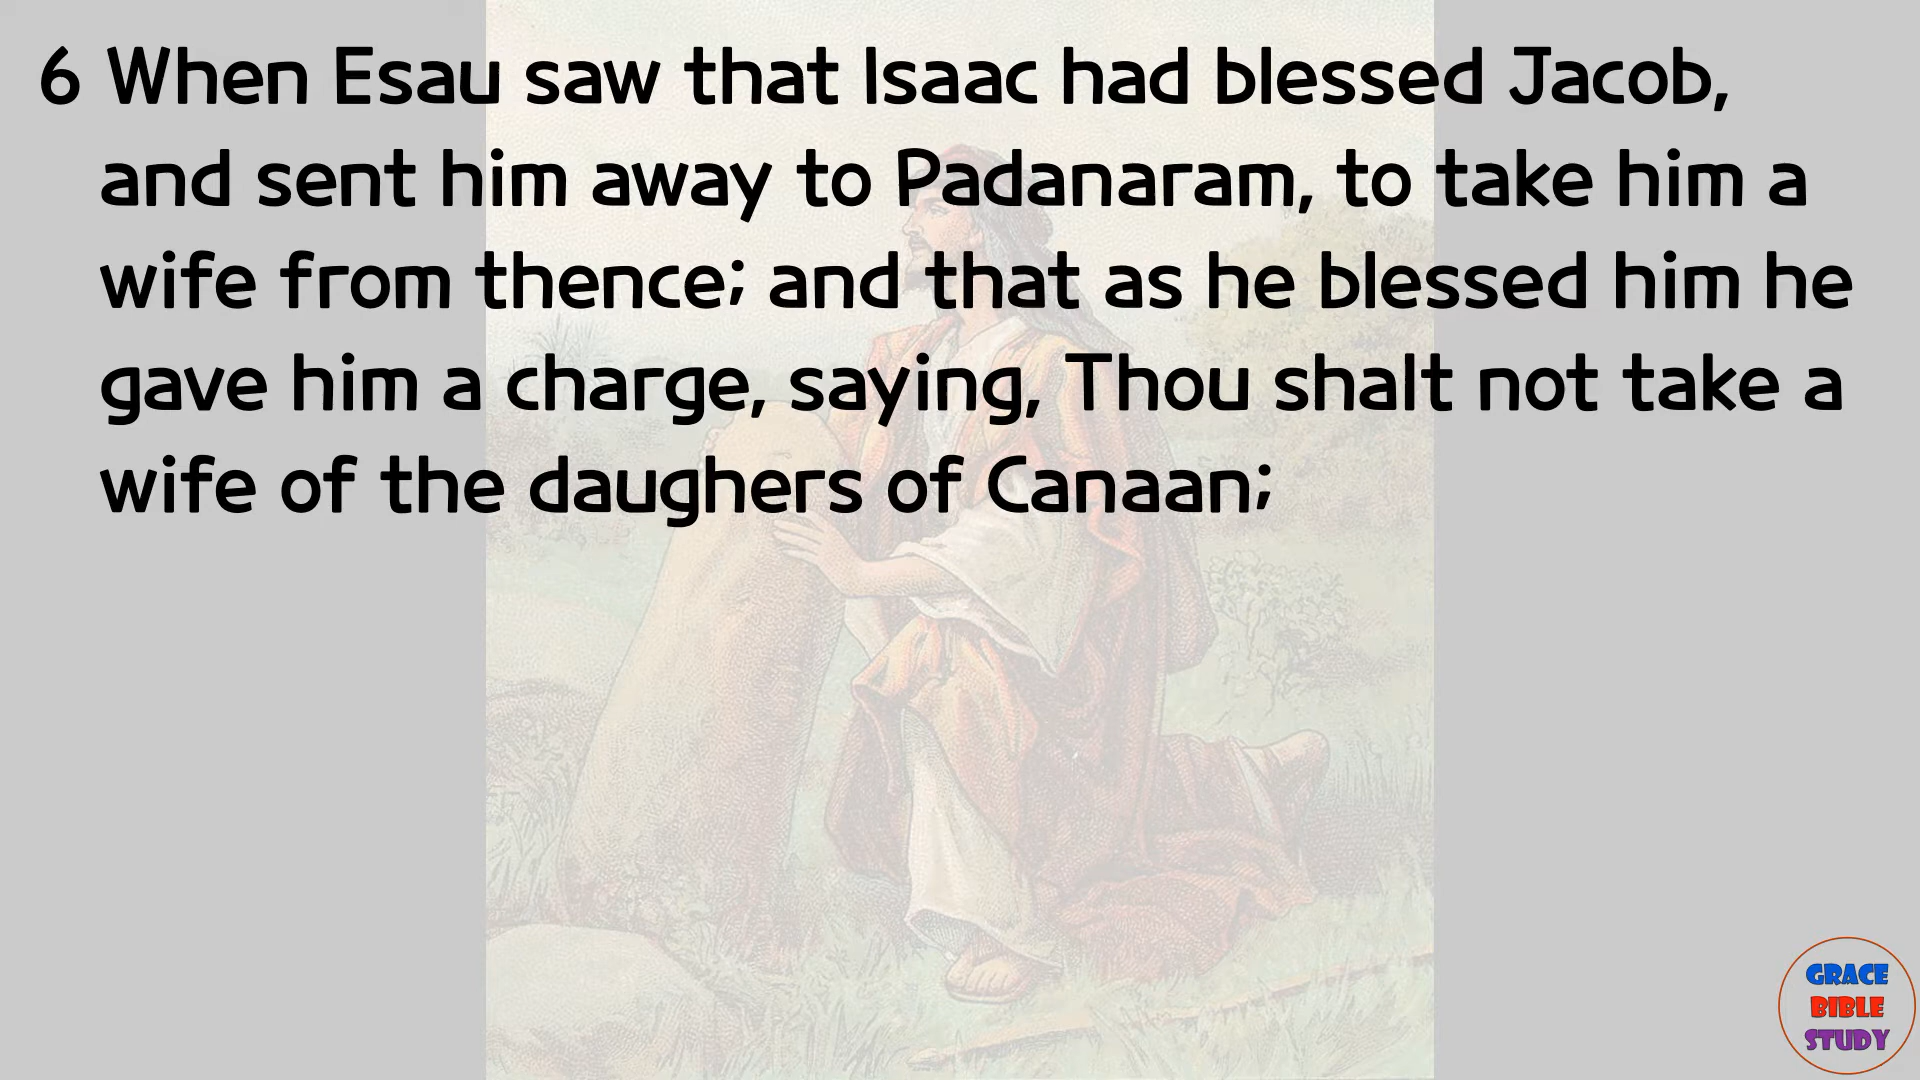 6 When Esau saw that Isaac had blessed Jacob,
and sent him away to Padanaram, to take him a
wife from thence; and that as he blessed him he
gave him a charge, saying, Thou shalt not take a
wife of the daughers of Canaan;
GRACE
BIBLE
STUDY